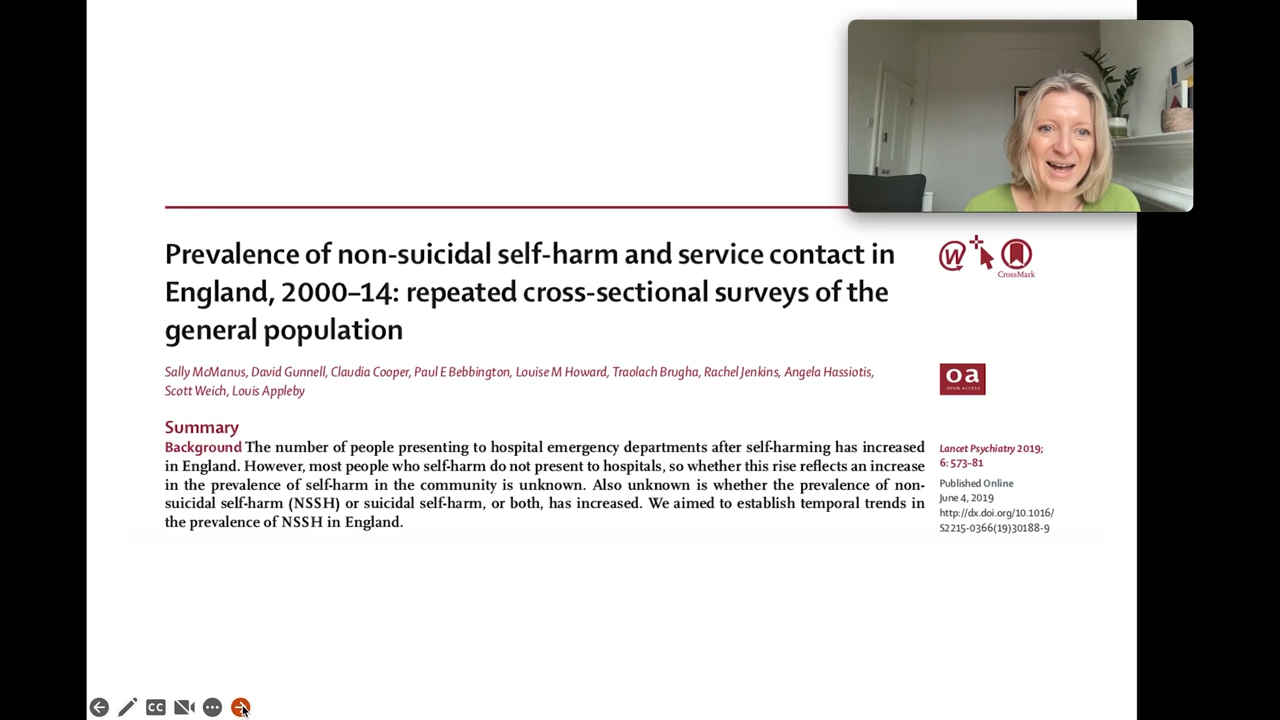 Prevalence of non-suicidal self-harm and service contact in
England, 2000–14: repeated cross-sectional surveys of the
general population
Sally McManus, David Gunnell, Claudia Cooper, Paul E Bebbington, Louise M Howard, Traolach Brugha, Rachel Jenkins, Angela Hassiotis,
Scott Weich, Louis Appleby
Summary
Background The number of people presenting to hospital emergency departments after self-harming has increased
in England. However, most people who self-harm do not present to hospitals, so whether this rise reflects an increase
in the prevalence of self-harm in the community is unknown. Also unknown is whether the prevalence of non-
suicidal self-harm (NSSH) or suicidal self-harm, or both, has increased. We aimed to establish temporal trends in
the prevalence of NSSH in England.
W
CrossMark
oa
OPEN ACCESS
Lancet Psychiatry 2019;
6: 573–81
Published Online
June 4, 2019
http://dx.doi.org/10.1016/
S2215-0366(19)30188-9
CC